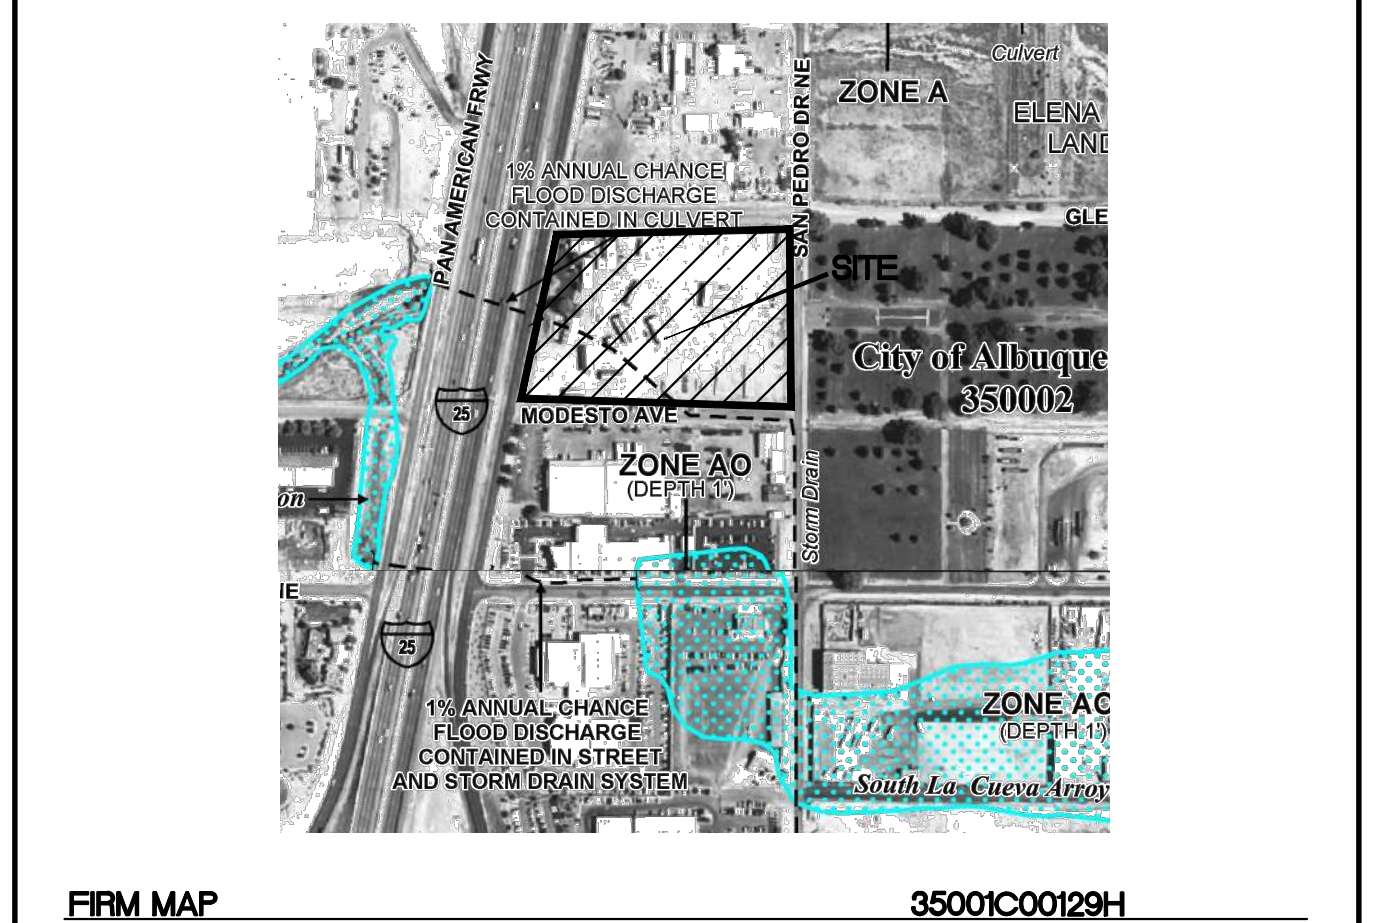 Culvert
ZONE A
ELENA
LAND
PAN AMERICAN FRWY
SAN PEDRO DR NE
1% ANNUAL CHANCE
FLOOD DISCHARGE
CONTAINED IN CULVERT
GLE
SITE
City of Albuque
350002
25
MODESTO AVE
ZONE AO
(DEPTH 1')
Storm Drain
on
NE
25
1% ANNUAL CHANCE
FLOOD DISCHARGE
CONTAINED IN STREET
AND STORM DRAIN SYSTEM
ZONE AO
(DEPTH 1')
South La Cueva Arroy
FIRM MAP
35001C00129H